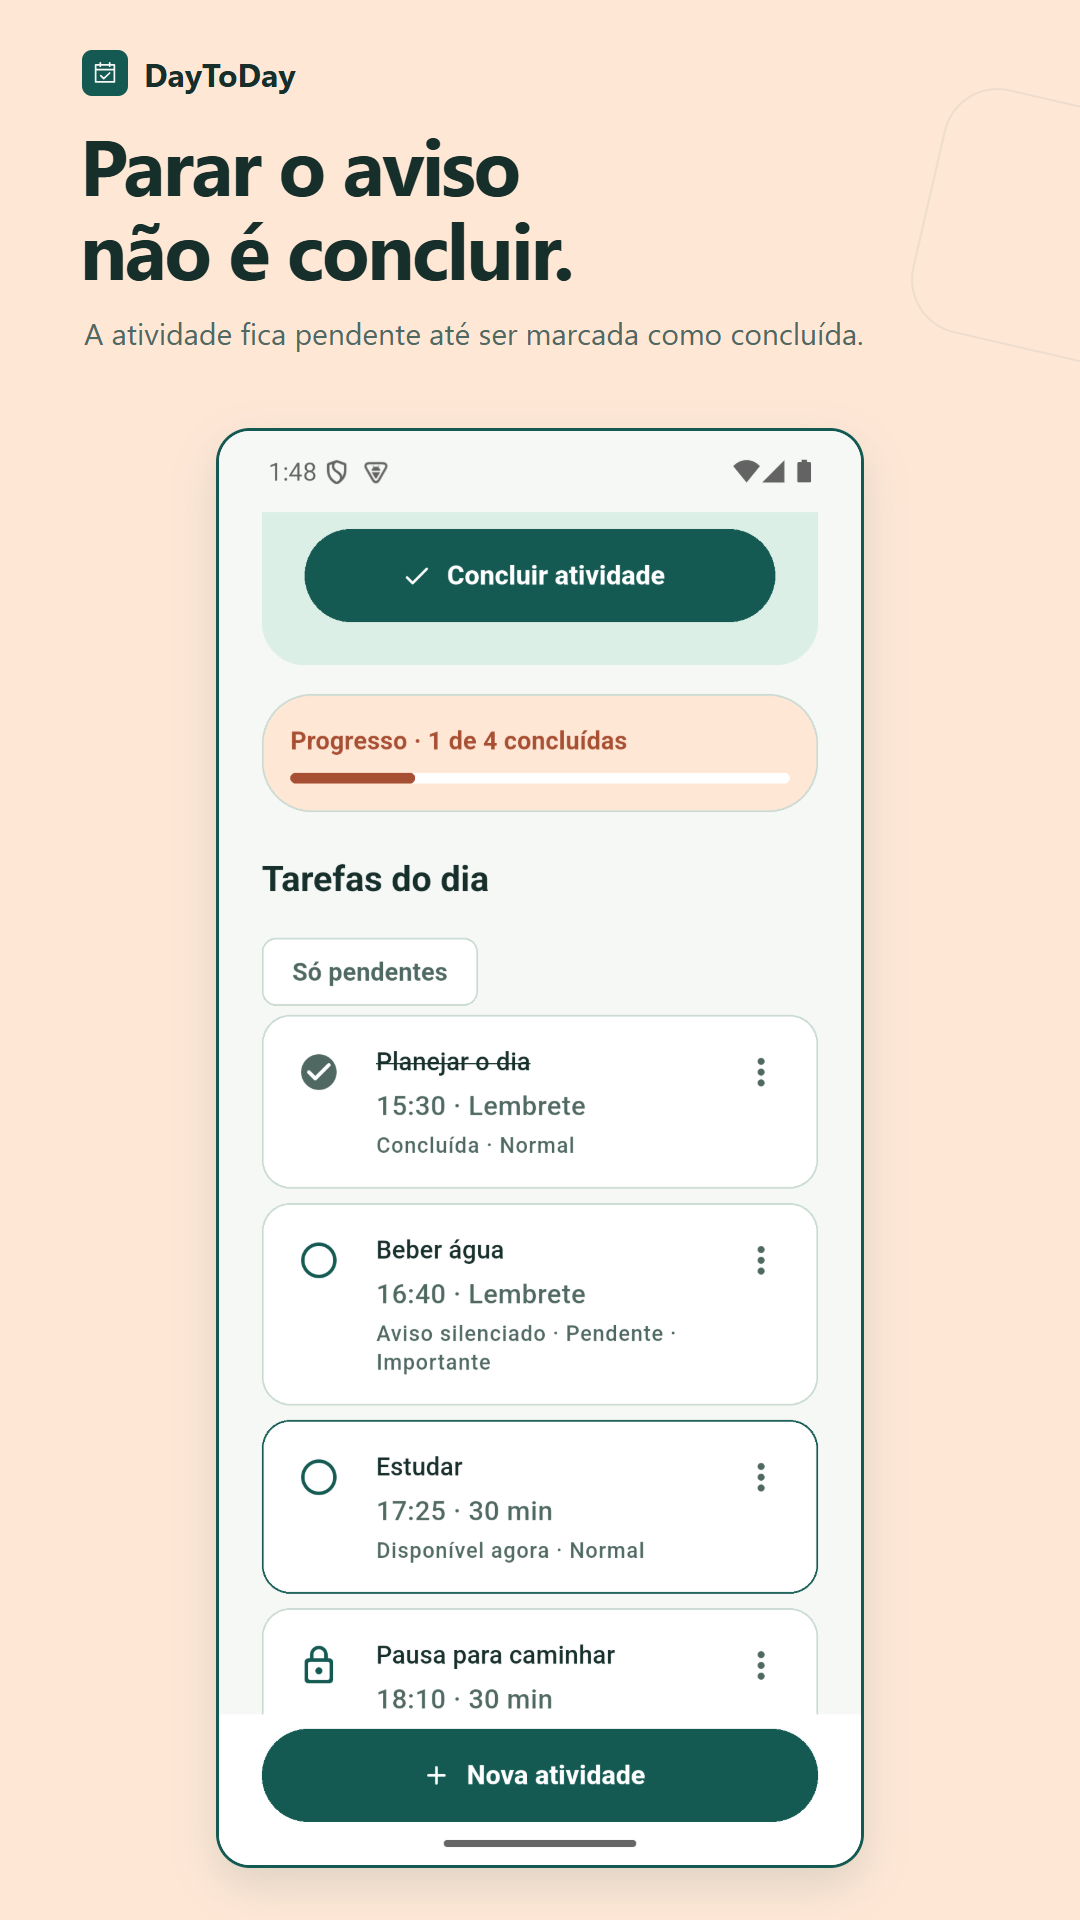 DayToDay
Parar o aviso
não é concluir.
A atividade fica pendente até ser marcada como concluída.
1:48
Concluir atividade
Progresso · 1 de 4 concluídas
Tarefas do dia
Só pendentes
Planejar o dia
15:30 · Lembrete
Concluída · Normal
Beber água
16:40 · Lembrete
Aviso silenciado · Pendente ·
Importante
Estudar
17:25 · 30 min
Disponível agora · Normal
Pausa para caminhar
18:10 · 30 min
+ Nova atividade